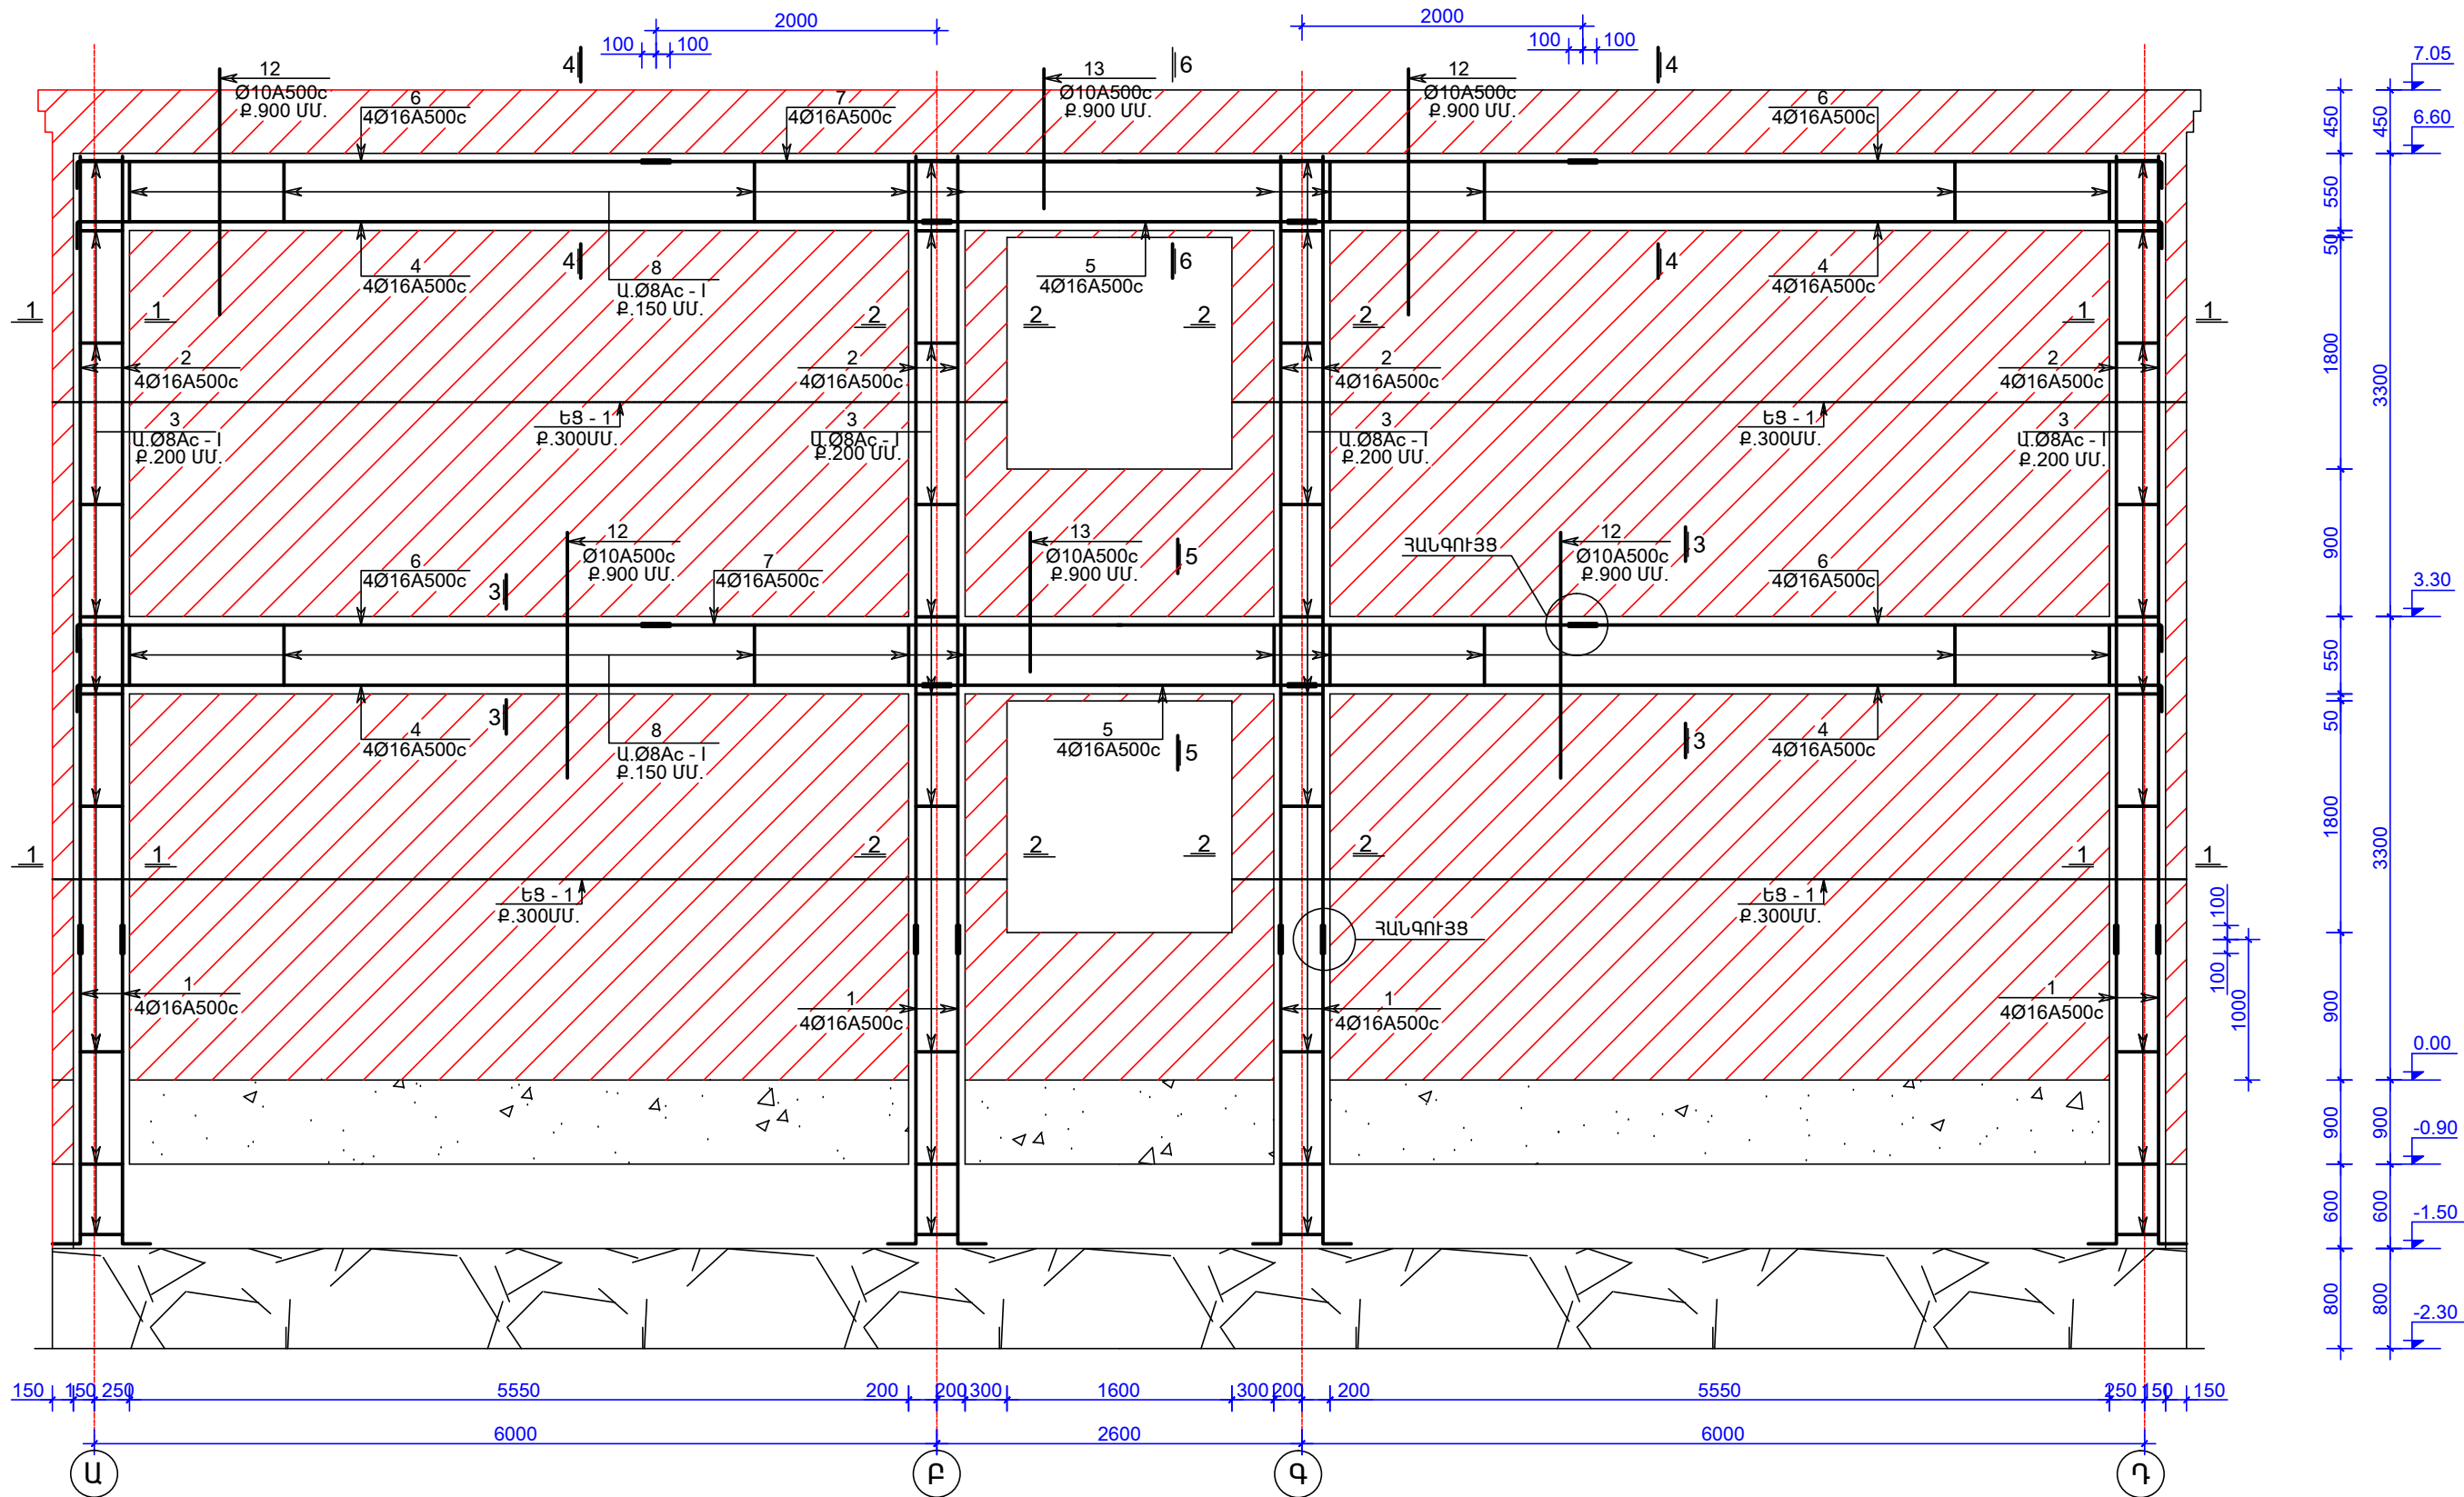 2000
2000
100 100
100 100
4 6 4
7.05
12
Ø10A500c
Ք.900 ՄՄ.
6
4Ø16A500c
7
4Ø16A500c
13
Ø10A500c
Ք.900 ՄՄ.
12
Ø10A500c
Ք.900 ՄՄ.
6
4Ø16A500c
450 450
6.60
550
50
4 6 4
4
4Ø16A500c
8
Ա.Ø8Ac - I
Ք.150 ՄՄ.
5
4Ø16A500c
4
4Ø16A500c
1 1 2 2 2 2 1 1
1800
3300
2
4Ø16A500c
2
4Ø16A500c
2
4Ø16A500c
2
4Ø16A500c
3
Ա.Ø8Ac - I
Ք.200 ՄՄ.
ԵՑ - 1
Ք.300ՄՄ.
3
Ա.Ø8Ac - I
Ք.200 ՄՄ.
3
Ա.Ø8Ac - I
Ք.200 ՄՄ.
ԵՑ - 1
Ք.300ՄՄ.
3
Ա.Ø8Ac - I
Ք.200 ՄՄ.
900
12
Ø10A500c
Ք.900 ՄՄ.
13
Ø10A500c
Ք.900 ՄՄ.
5
ՀԱՆԳՈՒՅՑ
12
Ø10A500c
Ք.900 ՄՄ.
3
6
4Ø16A500c
3
7
4Ø16A500c
6
4Ø16A500c
3.30
550
50
3
4
4Ø16A500c
8
Ա.Ø8Ac - I
Ք.150 ՄՄ.
5
4Ø16A500c
5
3
4
4Ø16A500c
1800
3300
1 1 2 2 2 2 1 1
ԵՑ - 1
Ք.300ՄՄ.
ԵՑ - 1
Ք.300ՄՄ.
ՀԱՆԳՈՒՅՑ
100
100
1000
900
1
4Ø16A500c
1
4Ø16A500c
1
4Ø16A500c
1
4Ø16A500c
0.00
900 900
-0.90
600 600
-1.50
800 800
-2.30
150 150 250 5550 200 200 300 1600 300 200 200 5550 250 150 150
6000 2600 6000
Ա Բ Գ Դ